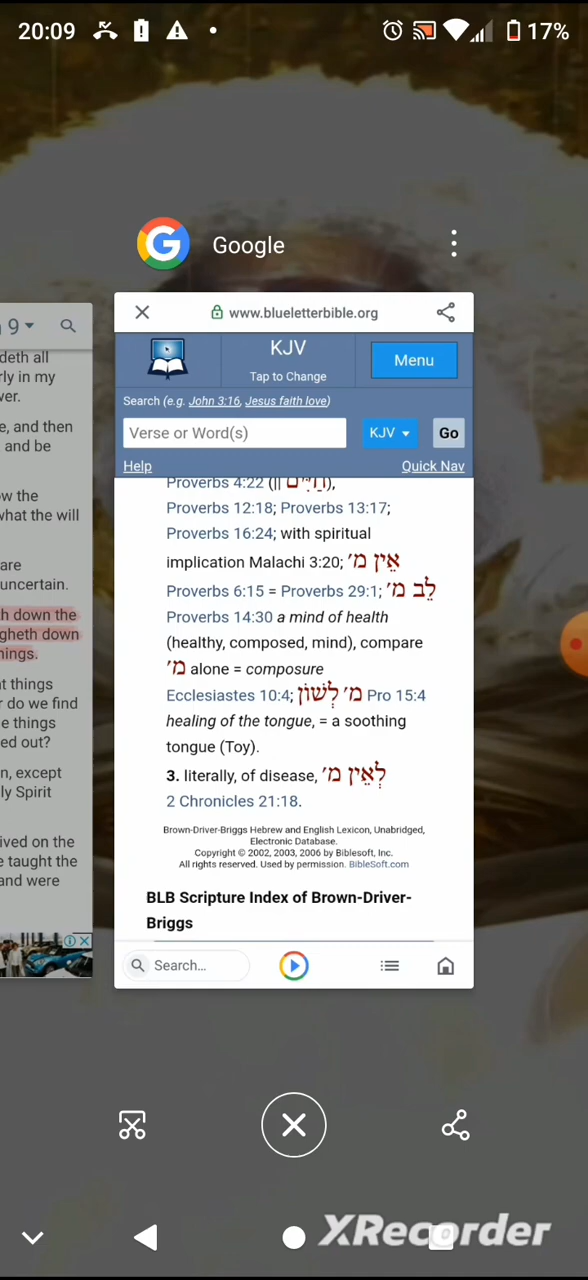 20:09
17%
Google
9
www.blueletterbible.org
KJV
Tap to Change
Menu
Search (e.g. John 3:16, Jesus faith love)
Verse or Word(s)
KJV
Go
Help
Quick Nav
deth all
rly in my
ver.
e, and then
and be
ow the
what the will
are
uncertain.
h down the
gheth down
nings.
t things
r do we find
e things
ed out?
n, except
ly Spirit
ived on the
e taught the
and were
Proverbs 4:22 (|| חַיִּים),
Proverbs 12:18; Proverbs 13:17;
Proverbs 16:24; with spiritual
implication Malachi 3:20; אֵין מ׳
Proverbs 6:15 = Proverbs 29:1; לֵב מ׳
Proverbs 14:30 a mind of health
(healthy, composed, mind), compare
מ׳ alone = composure
Ecclesiastes 10:4; מ׳ לָשׁוֺן Pro 15:4
healing of the tongue, = a soothing
tongue (Toy).
3. literally, of disease, לְאֵין מ׳
2 Chronicles 21:18.
Brown-Driver-Briggs Hebrew and English Lexicon, Unabridged,
Electronic Database.
Copyright © 2002, 2003, 2006 by Biblesoft, Inc.
All rights reserved. Used by permission. BibleSoft.com
BLB Scripture Index of Brown-Driver-
Briggs
Search...
XRecorder